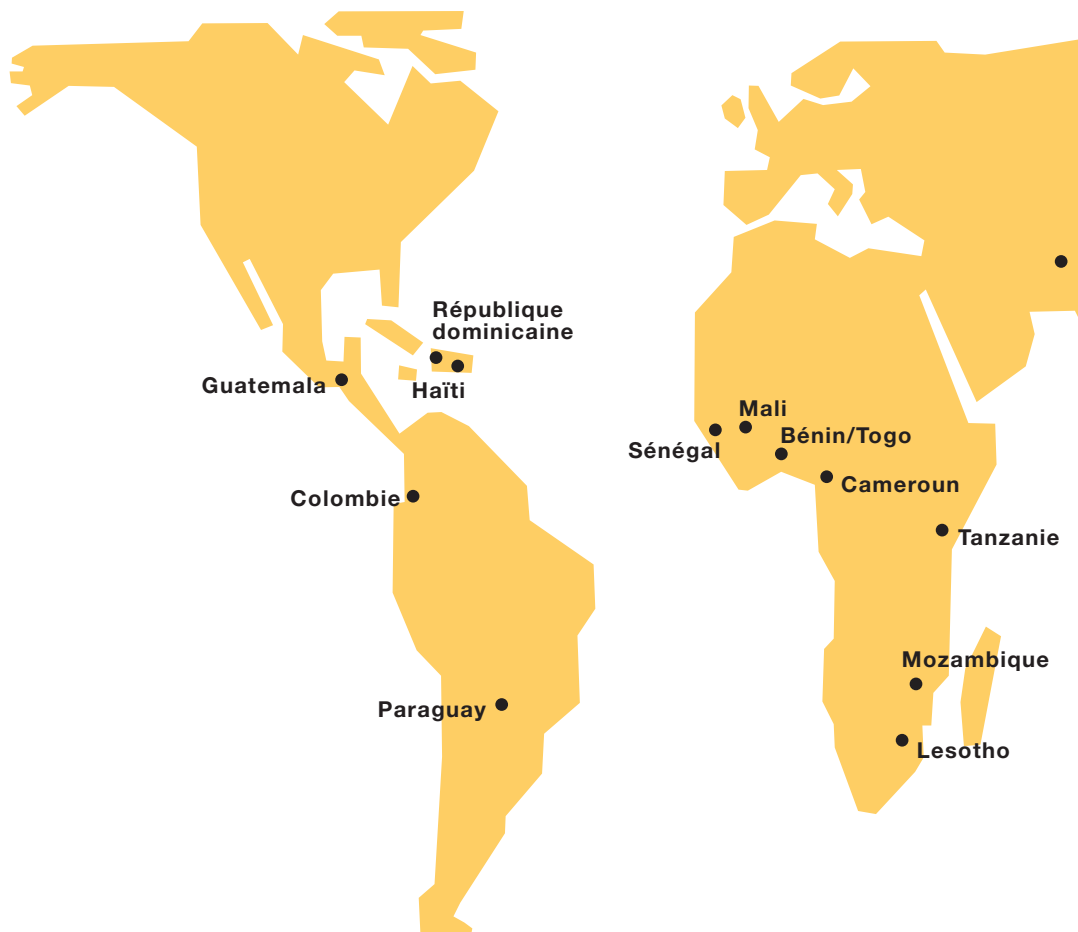 République
dominicaine
Guatemala
Haïti
Mali
Sénégal
Bénin/Togo
Cameroun
Colombie
Tanzanie
Mozambique
Paraguay
Lesotho